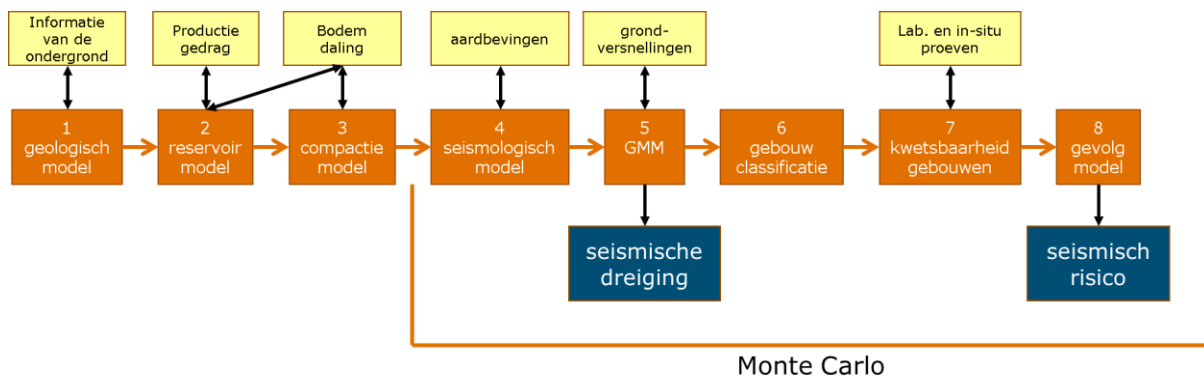 Informatie
van de
ondergrond
Productie
gedrag
Bodem
daling
aardbevingen
grond-
versnellingen
Lab. en in-situ
proeven
1
geologisch
model
2
reservoir
model
3
compactie
model
4
seismologisch
model
5
GMM
6
gebouw
classificatie
7
kwetsbaarheid
gebouwen
8
gevolg
model
seismische
dreiging
seismisch
risico
Monte Carlo